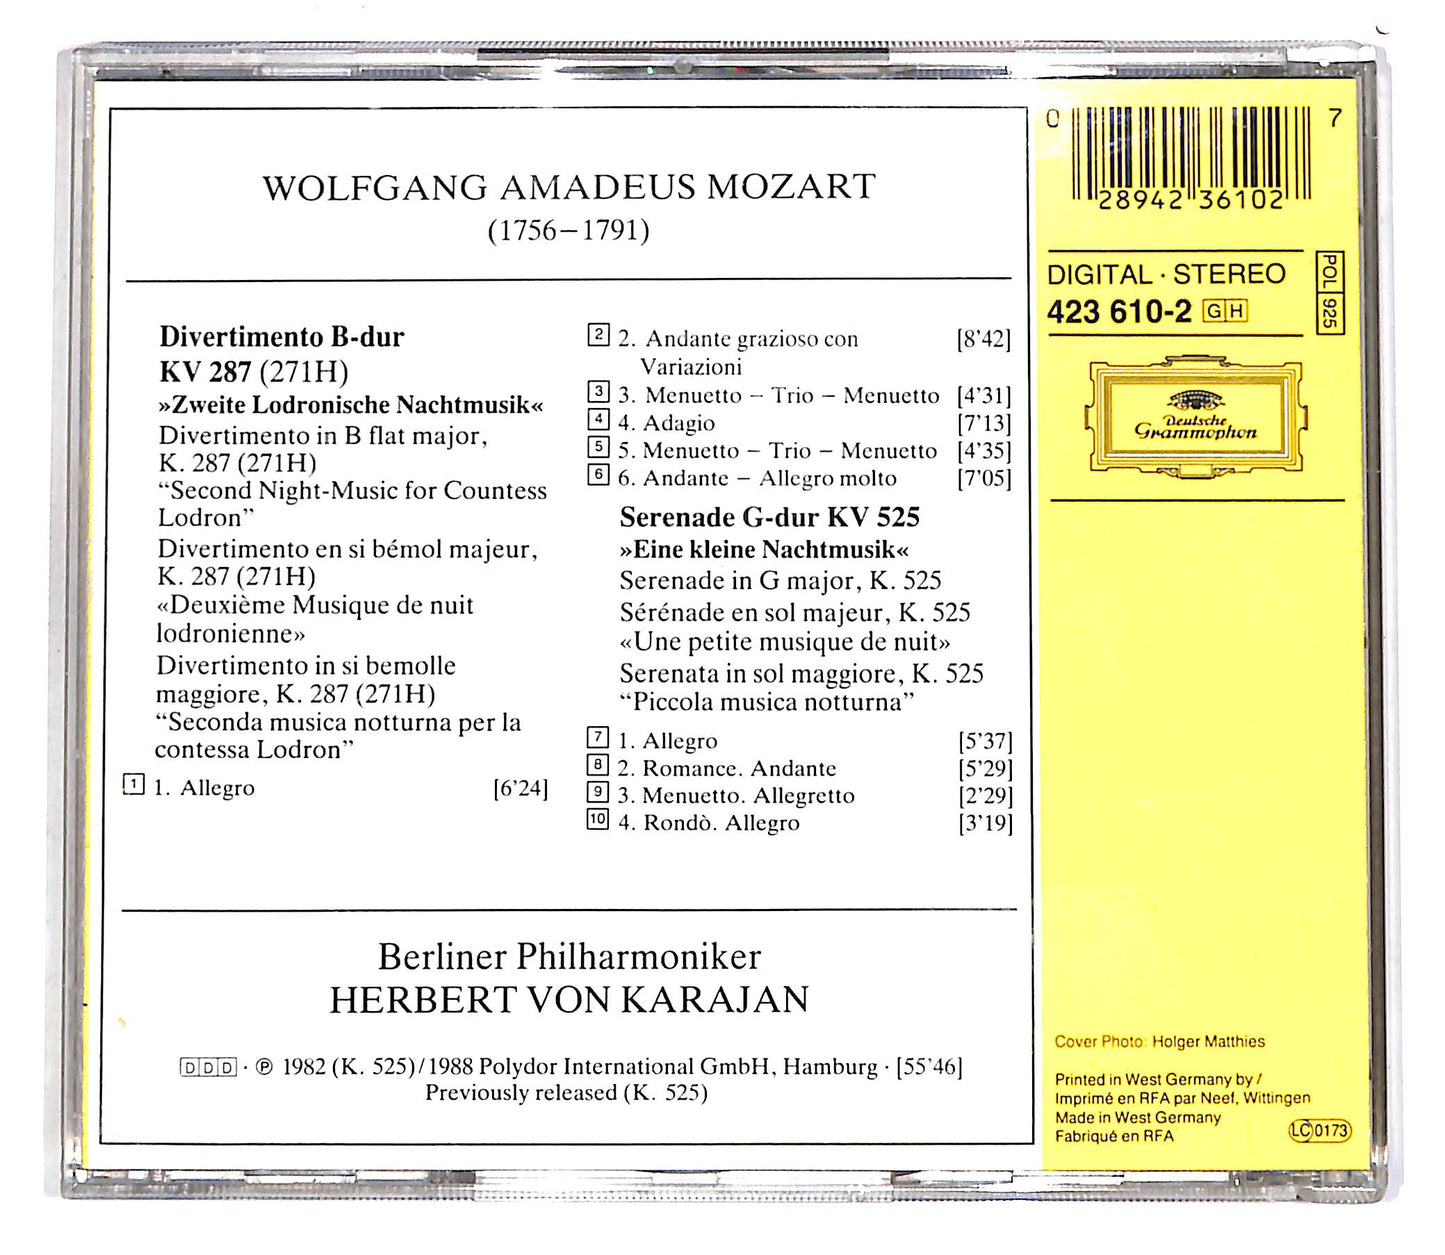 WOLFGANG AMADEUS MOZART
(1756–1791)
Divertimento B-dur
KV 287 (271H)
»Zweite Lodronische Nachtmusik«
Divertimento in B flat major,
K. 287 (271H)
“Second Night-Music for Countess
Lodron”
Divertimento en si bémol majeur,
K. 287 (271H)
«Deuxième Musique de nuit
lodronienne»
Divertimento in si bemolle
maggiore, K. 287 (271H)
“Seconda musica notturna per la
contessa Lodron”
1 1. Allegro [6’24]
2 2. Andante grazioso con [8’42]
Variazioni
3 3. Menuetto – Trio – Menuetto [4’31]
4 4. Adagio [7’13]
5 5. Menuetto – Trio – Menuetto [4’35]
6 6. Andante – Allegro molto [7’05]
Serenade G-dur KV 525
»Eine kleine Nachtmusik«
Serenade in G major, K. 525
Sérénade en sol majeur, K. 525
«Une petite musique de nuit»
Serenata in sol maggiore, K. 525
“Piccola musica notturna”
7 1. Allegro [5’37]
8 2. Romance. Andante [5’29]
9 3. Menuetto. Allegretto [2’29]
10 4. Rondò. Allegro [3’19]
Berliner Philharmoniker
HERBERT VON KARAJAN
DDD · ℗ 1982 (K. 525)/1988 Polydor International GmbH, Hamburg · [55’46]
Previously released (K. 525)
0 28942 36102 7
DIGITAL · STEREO
423 610-2 GH
POL 925
Deutsche
Grammophon
Cover Photo: Holger Matthies
Printed in West Germany by /
Imprimé en RFA par Neef, Wittingen
Made in West Germany
Fabriqué en RFA
LC 0173